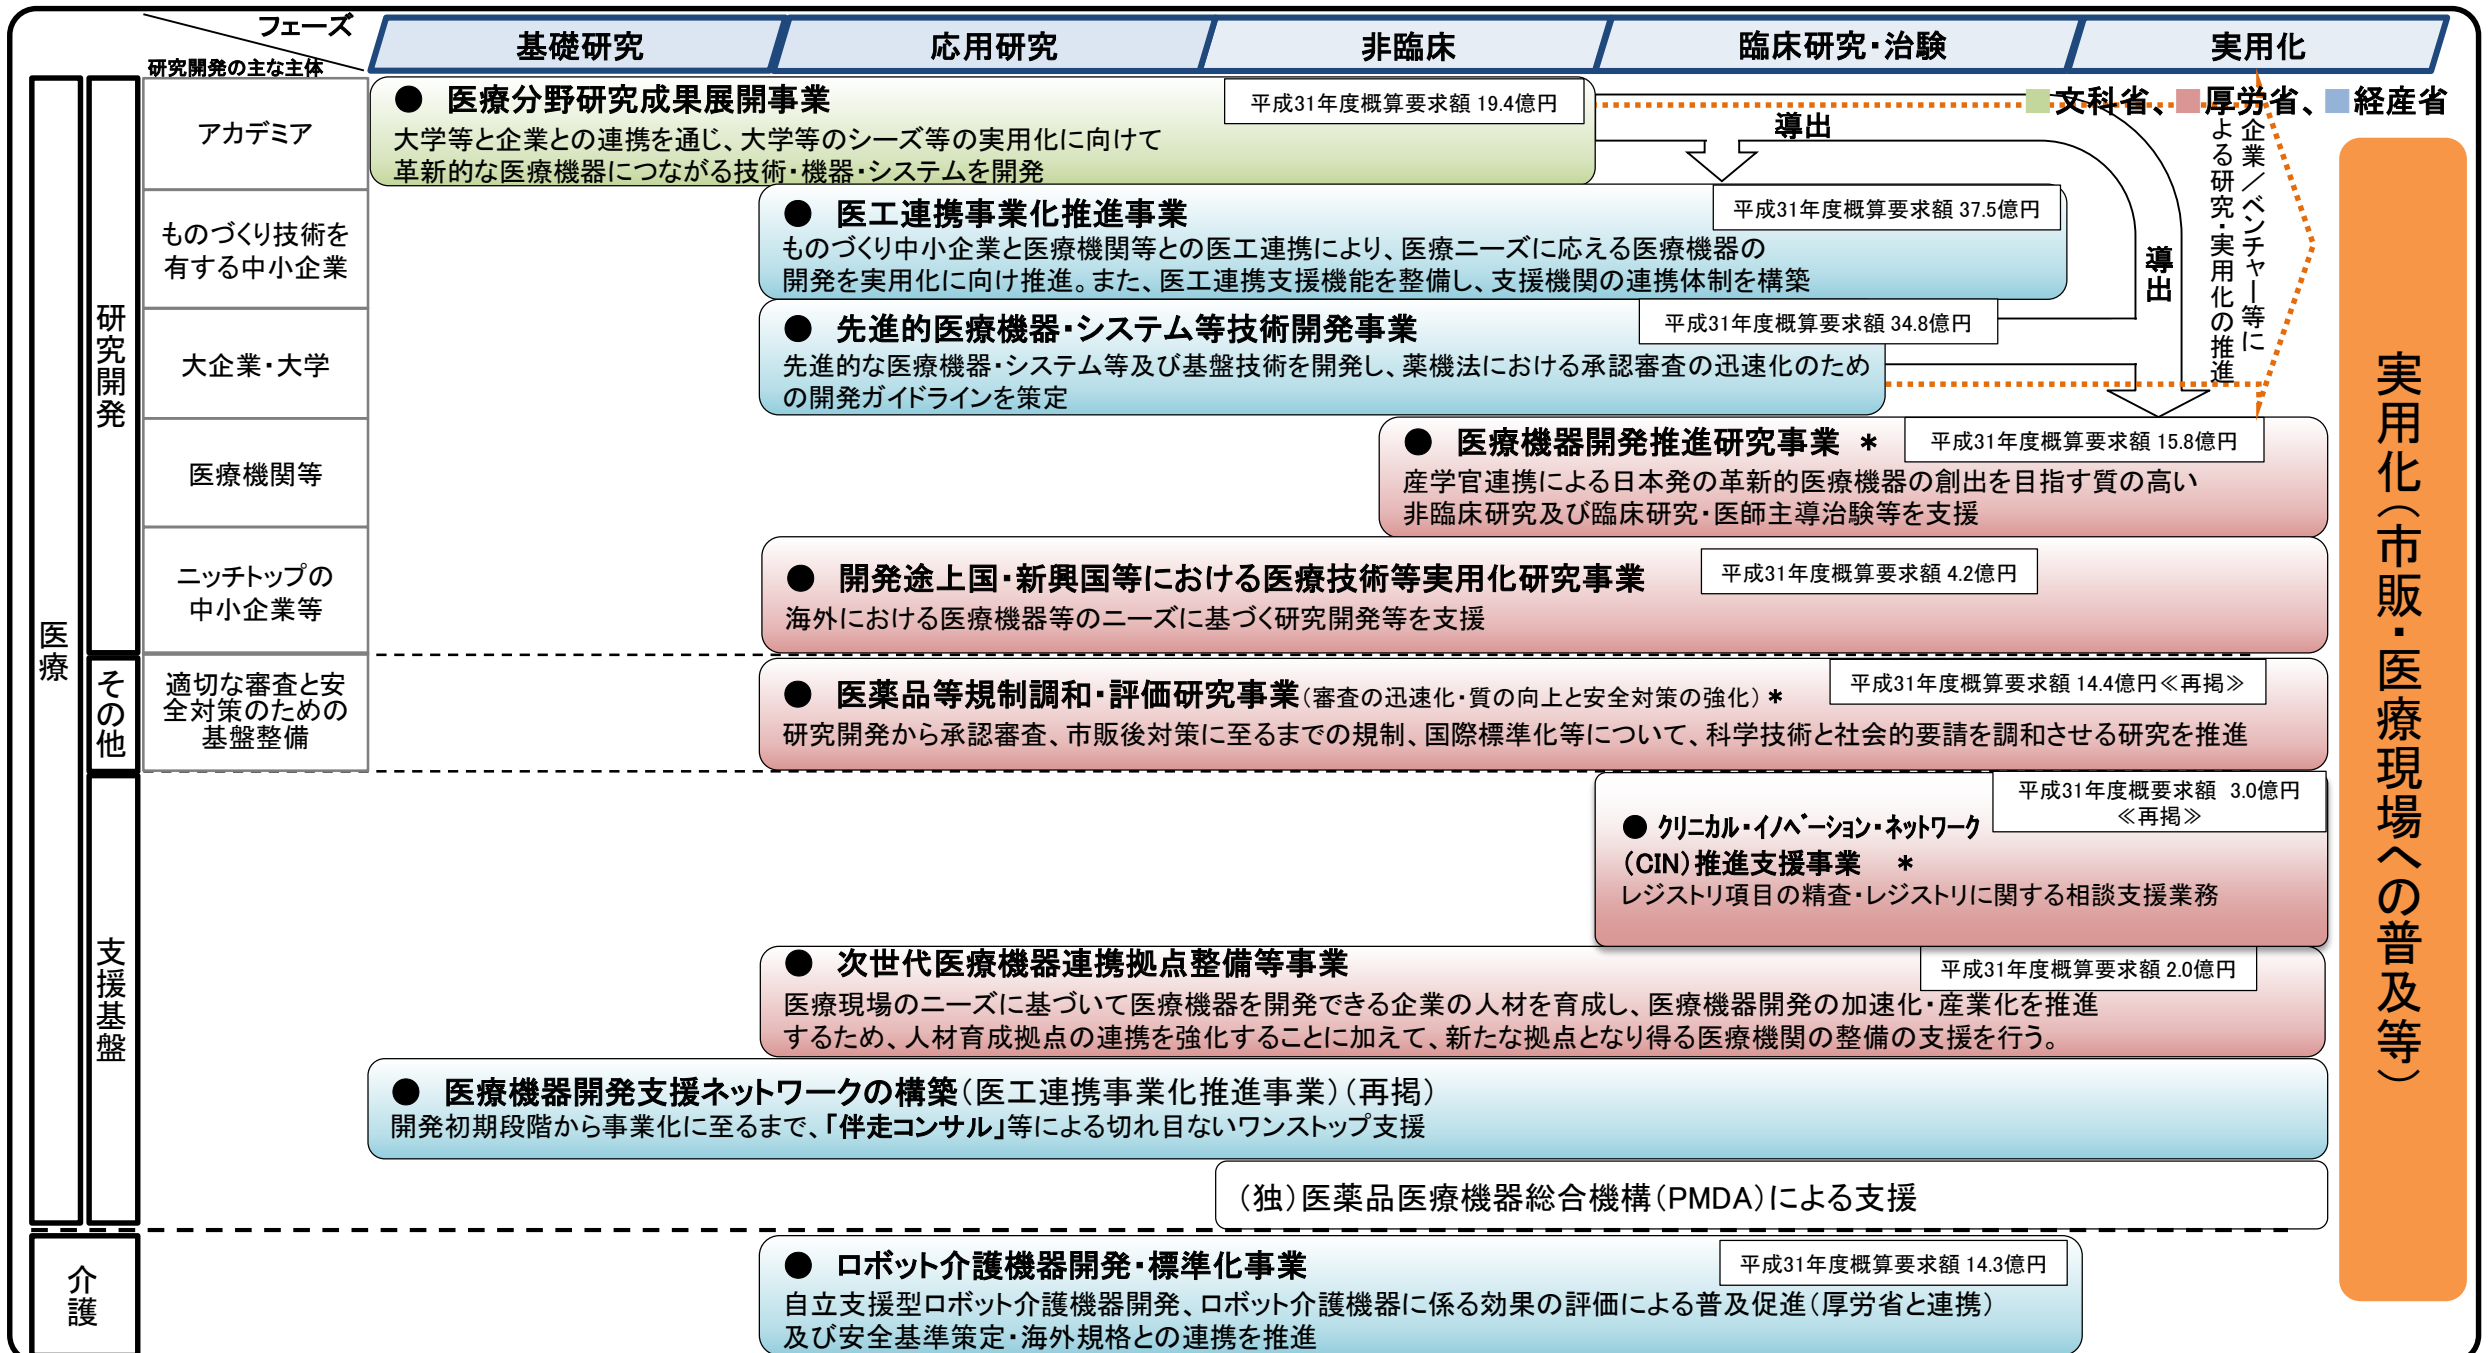 フェーズ
研究開発の主な主体
基礎研究
応用研究
非臨床
臨床研究・治験
実用化
■文科省、■厚労省、■経産省
医療
研究開発
その他
支援基盤
介護
アカデミア
ものづくり技術を
有する中小企業
大企業・大学
医療機関等
ニッチトップの
中小企業等
適切な審査と安
全対策のための
基盤整備
● 医療分野研究成果展開事業
平成31年度概算要求額 19.4億円
大学等と企業との連携を通じ、大学等のシーズ等の実用化に向けて
革新的な医療機器につながる技術・機器・システムを開発
導出
導出
企業／ベンチャー等に
よる研究・実用化の推進
● 医工連携事業化推進事業
平成31年度概算要求額 37.5億円
ものづくり中小企業と医療機関等との医工連携により、医療ニーズに応える医療機器の
開発を実用化に向け推進。また、医工連携支援機能を整備し、支援機関の連携体制を構築
● 先進的医療機器・システム等技術開発事業
平成31年度概算要求額 34.8億円
先進的な医療機器・システム等及び基盤技術を開発し、薬機法における承認審査の迅速化のため
の開発ガイドラインを策定
● 医療機器開発推進研究事業 ＊
平成31年度概算要求額 15.8億円
産学官連携による日本発の革新的医療機器の創出を目指す質の高い
非臨床研究及び臨床研究・医師主導治験等を支援
● 開発途上国・新興国等における医療技術等実用化研究事業
平成31年度概算要求額 4.2億円
海外における医療機器等のニーズに基づく研究開発等を支援
● 医薬品等規制調和・評価研究事業（審査の迅速化・質の向上と安全対策の強化）＊
平成31年度概算要求額 14.4億円≪再掲≫
研究開発から承認審査、市販後対策に至るまでの規制、国際標準化等について、科学技術と社会的要請を調和させる研究を推進
平成31年度概要求額 3.0億円
≪再掲≫
● ｸﾘﾆｶﾙ・ｲﾉﾍﾞｰｼｮﾝ・ﾈｯﾄﾜｰｸ
（CIN）推進支援事業 ＊
レジストリ項目の精査・レジストリに関する相談支援業務
● 次世代医療機器連携拠点整備等事業
平成31年度概算要求額 2.0億円
医療現場のニーズに基づいて医療機器を開発できる企業の人材を育成し、医療機器開発の加速化・産業化を推進
するため、人材育成拠点の連携を強化することに加えて、新たな拠点となり得る医療機関の整備の支援を行う。
● 医療機器開発支援ネットワークの構築（医工連携事業化推進事業）（再掲）
開発初期段階から事業化に至るまで、「伴走コンサル」等による切れ目ないワンストップ支援
（独）医薬品医療機器総合機構（PMDA）による支援
● ロボット介護機器開発・標準化事業
平成31年度概算要求額 14.3億円
自立支援型ロボット介護機器開発、ロボット介護機器に係る効果の評価による普及促進（厚労省と連携）
及び安全基準策定・海外規格との連携を推進
実用化（市販・医療現場への普及等）